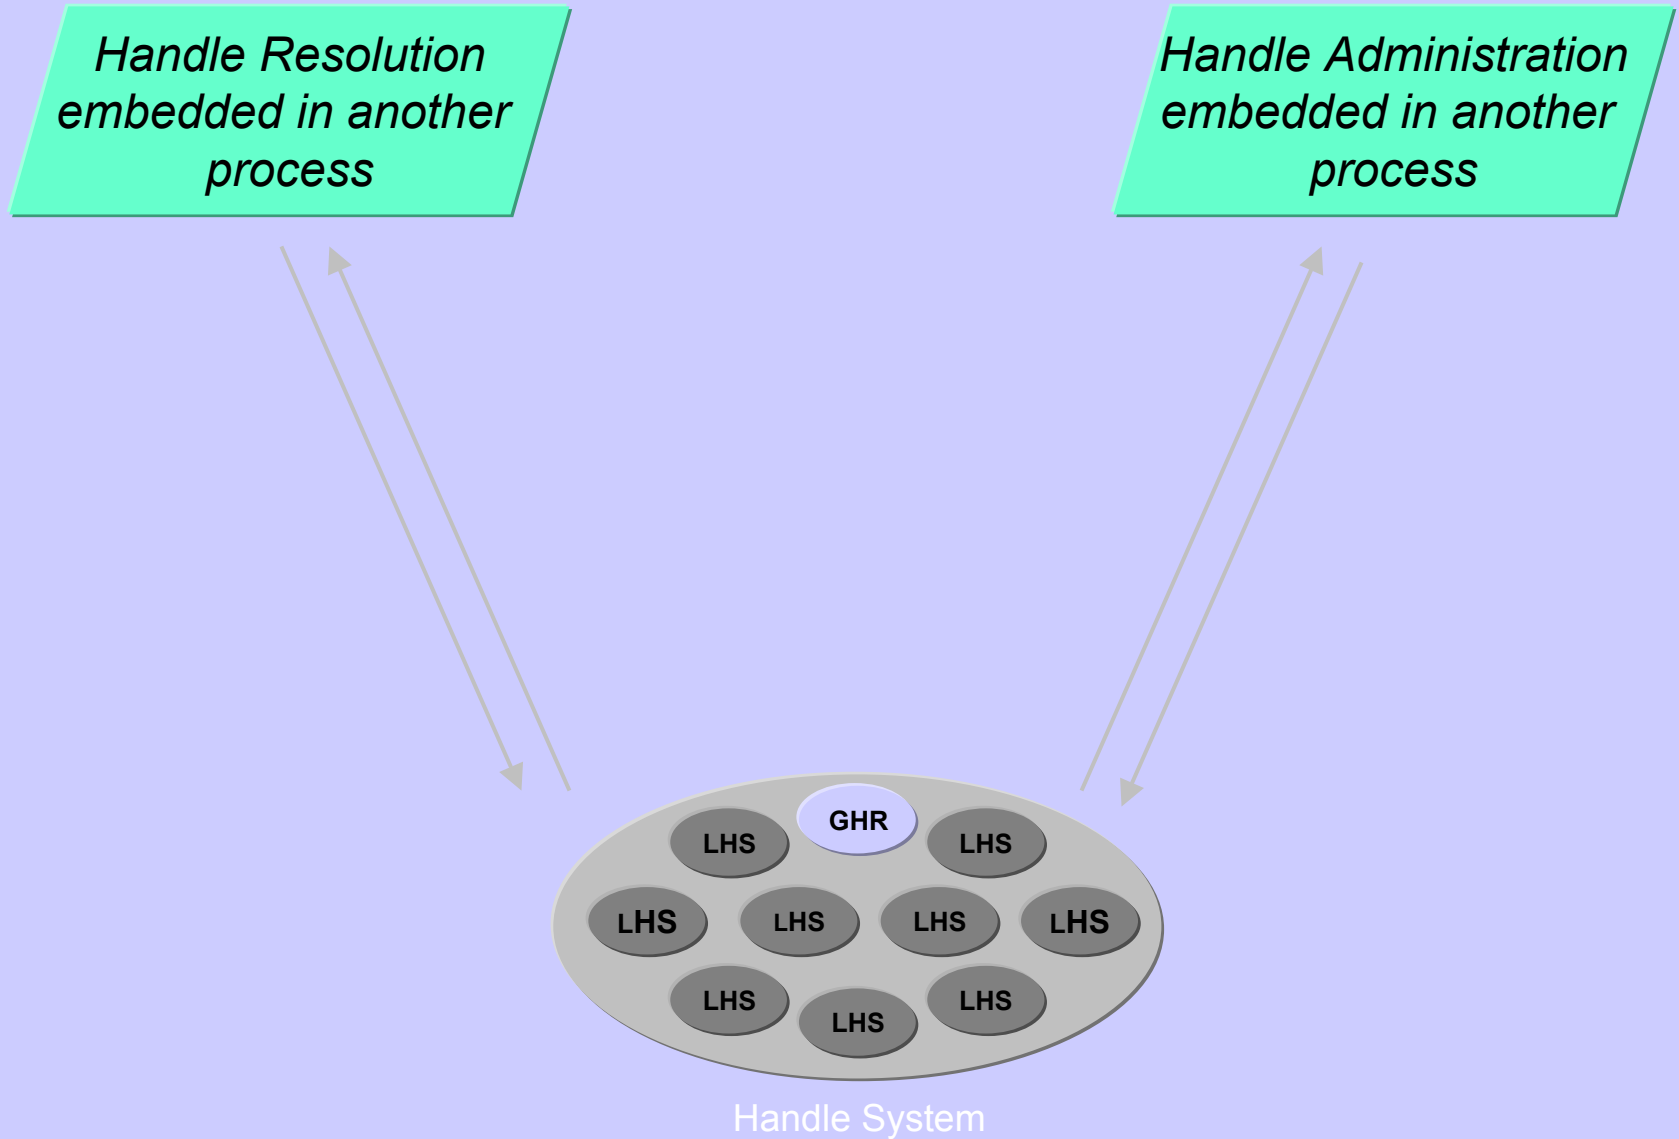 Handle Resolution
embedded in another
process
Handle Administration
embedded in another
process
GHR
LHS
LHS
LHS
LHS
LHS
LHS
LHS
LHS
LHS
Handle System